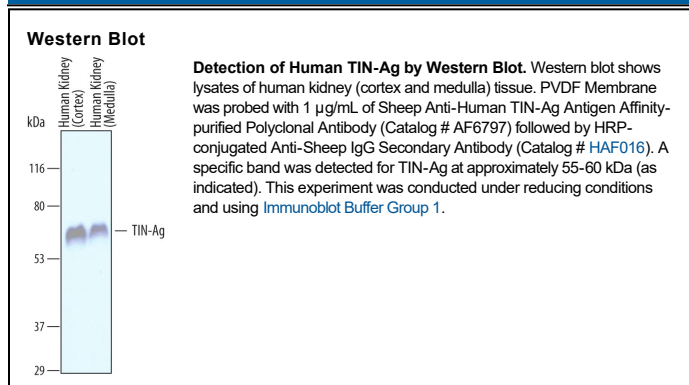 Western Blot
Human Kidney
(Cortex)
Human Kidney
(Medulla)
kDa
116
80
TIN-Ag
53
37
29
Detection of Human TIN-Ag by Western Blot. Western blot shows
lysates of human kidney (cortex and medulla) tissue. PVDF Membrane
was probed with 1 µg/mL of Sheep Anti-Human TIN-Ag Antigen Affinity-
purified Polyclonal Antibody (Catalog # AF6797) followed by HRP-
conjugated Anti-Sheep IgG Secondary Antibody (Catalog # HAF016). A
specific band was detected for TIN-Ag at approximately 55-60 kDa (as
indicated). This experiment was conducted under reducing conditions
and using Immunoblot Buffer Group 1.